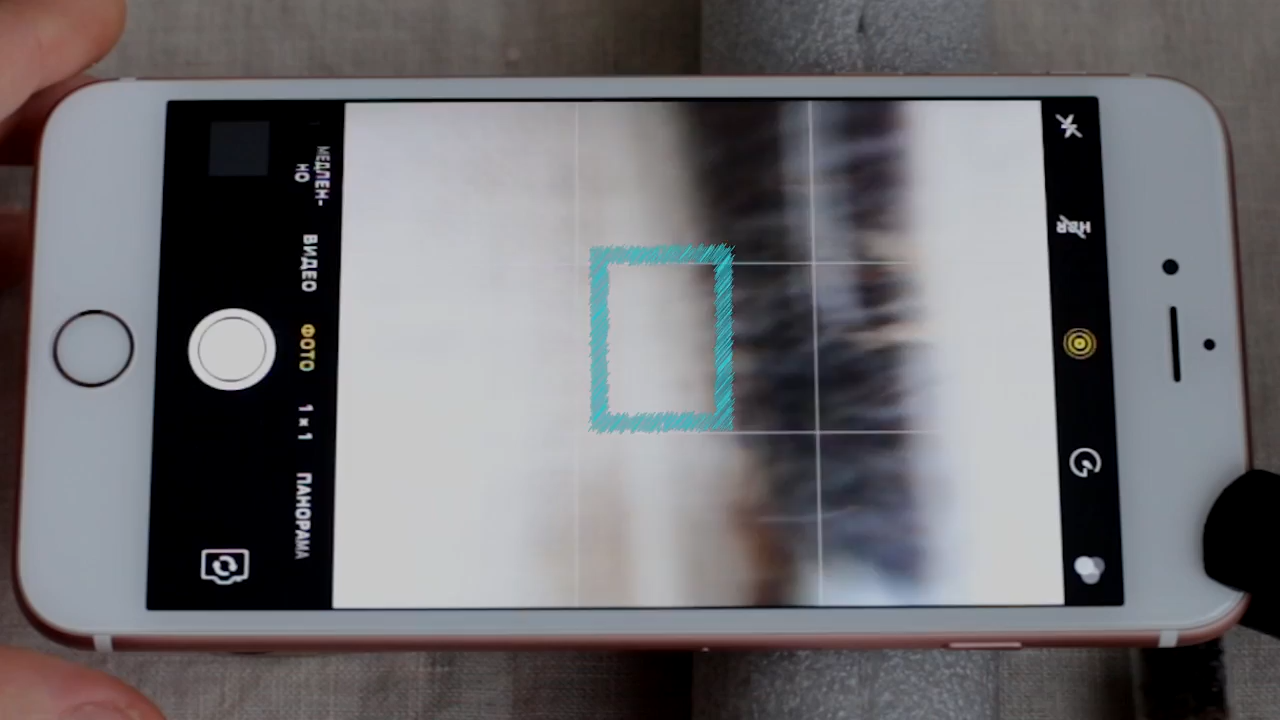 МЕДЛЕН-
НО
ВИДЕО
ФОТО
1 × 1
ПАНОРАМА
HDR